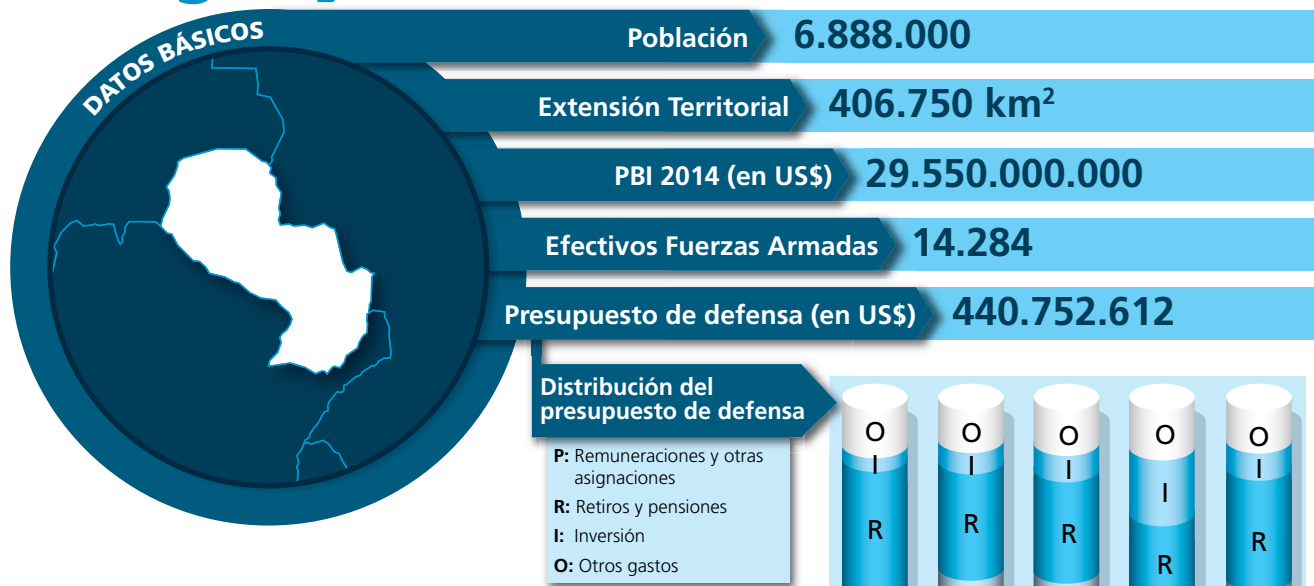 DATOS BÁSICOS
Población 6.888.000
Extensión Territorial 406.750 km²
PBI 2014 (en US$) 29.550.000.000
Efectivos Fuerzas Armadas 14.284
Presupuesto de defensa (en US$) 440.752.612
Distribución del
presupuesto de defensa
P: Remuneraciones y otras
asignaciones
R: Retiros y pensiones
I: Inversión
O: Otros gastos
O O O O O
I I I I I
R R R R R